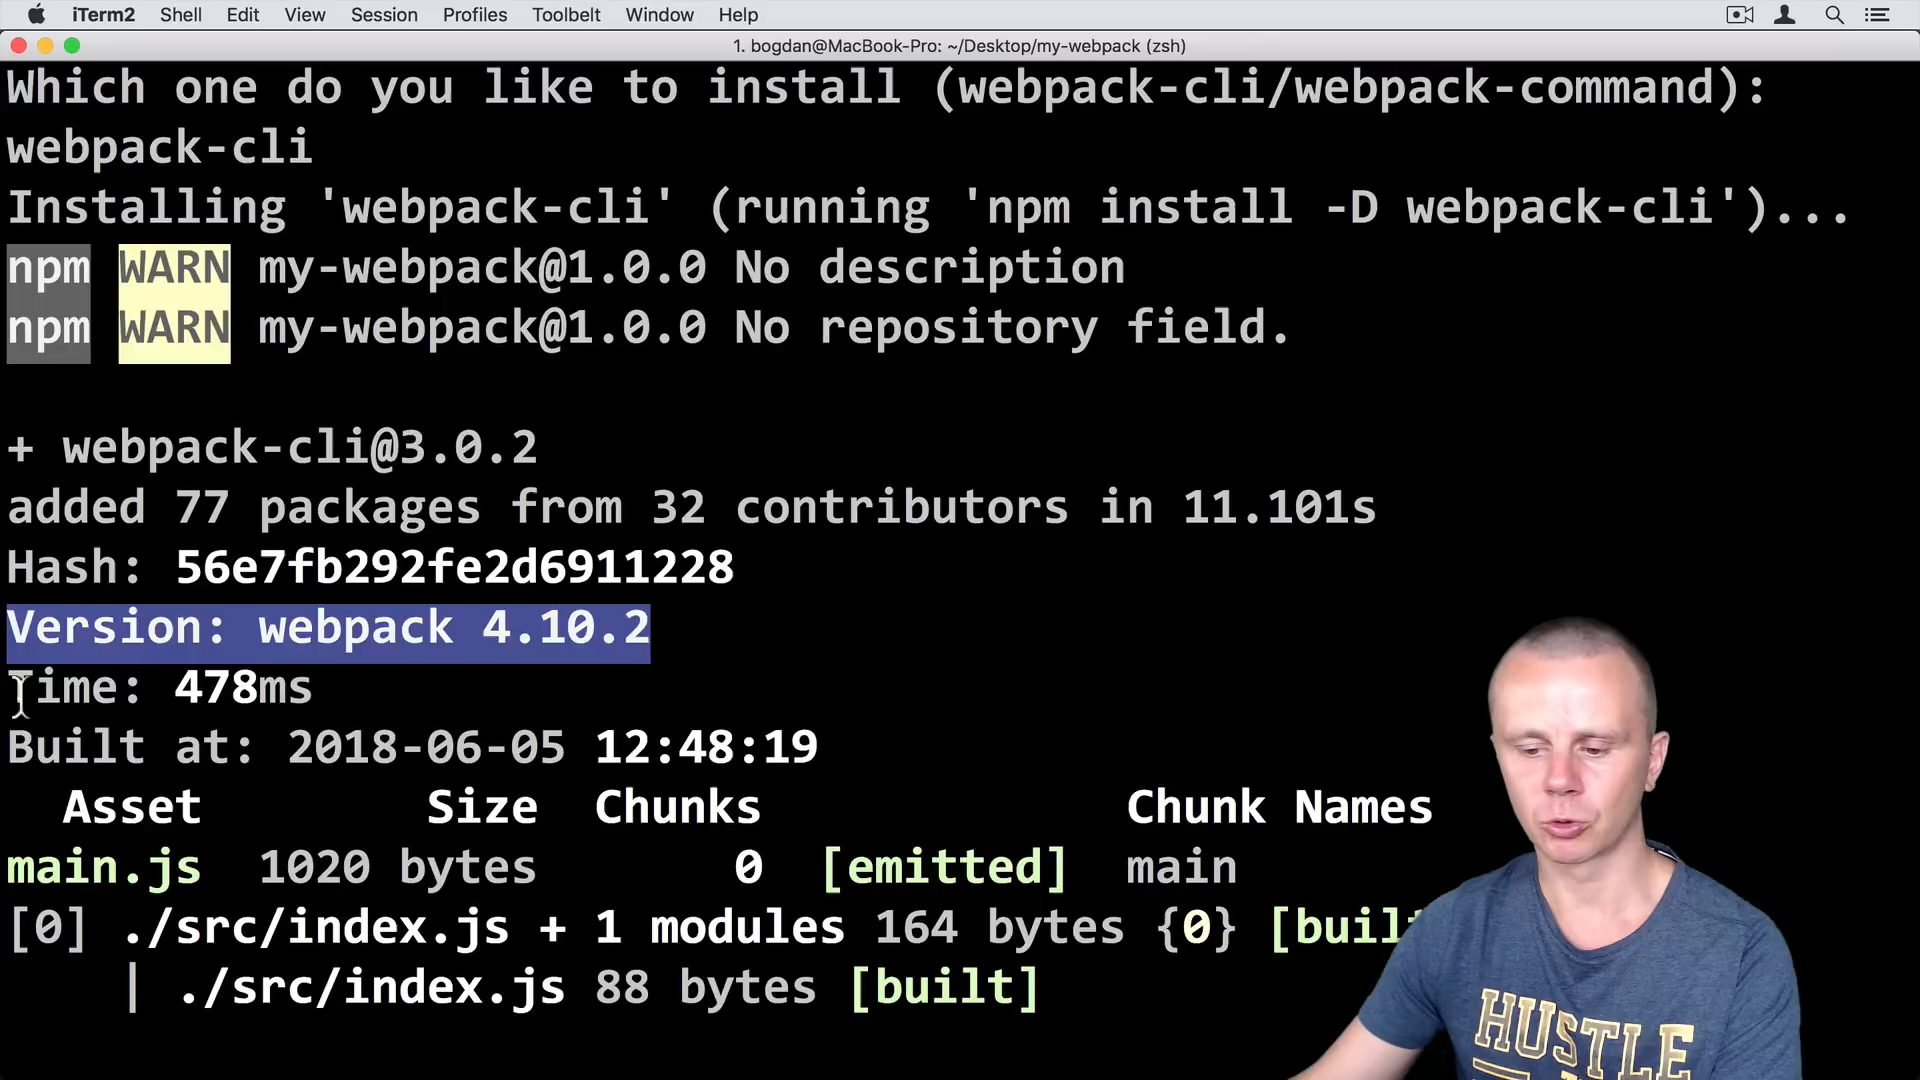 iTerm2 Shell Edit View Session Profiles Toolbelt Window Help
1. bogdan@MacBook-Pro: ~/Desktop/my-webpack (zsh)
Which one do you like to install (webpack-cli/webpack-command):
webpack-cli
Installing 'webpack-cli' (running 'npm install -D webpack-cli')...
npm WARN my-webpack@1.0.0 No description
npm WARN my-webpack@1.0.0 No repository field.
+ webpack-cli@3.0.2
added 77 packages from 32 contributors in 11.101s
Hash: 56e7fb292fe2d6911228
Version: webpack 4.10.2
Time: 478ms
Built at: 2018-06-05 12:48:19
Asset Size Chunks Chunk Names
main.js 1020 bytes 0 [emitted] main
[0] ./src/index.js + 1 modules 164 bytes {0} [buil
| ./src/index.js 88 bytes [built]
HUSTLE